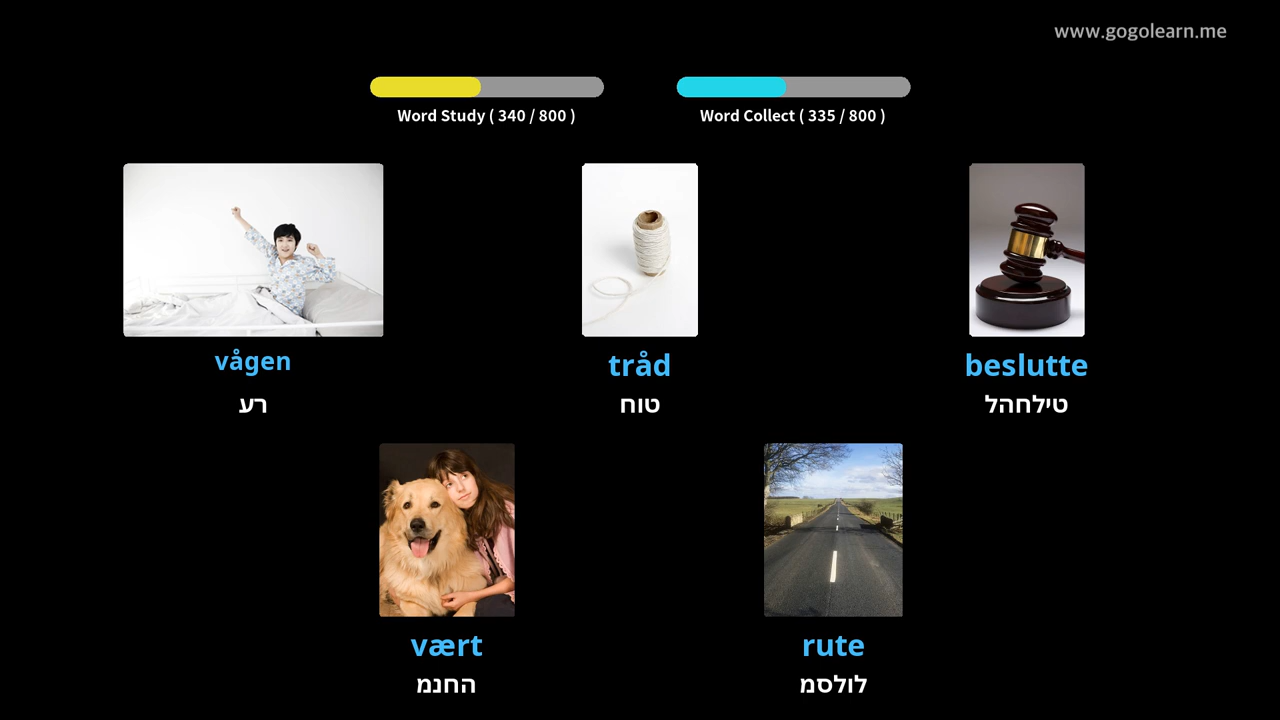 www.gogolearn.me
Word Study ( 340 / 800 )
Word Collect ( 335 / 800 )
vågen
רע
tråd
טוח
beslutte
טילחהל
vært
החנמ
rute
לולסמ